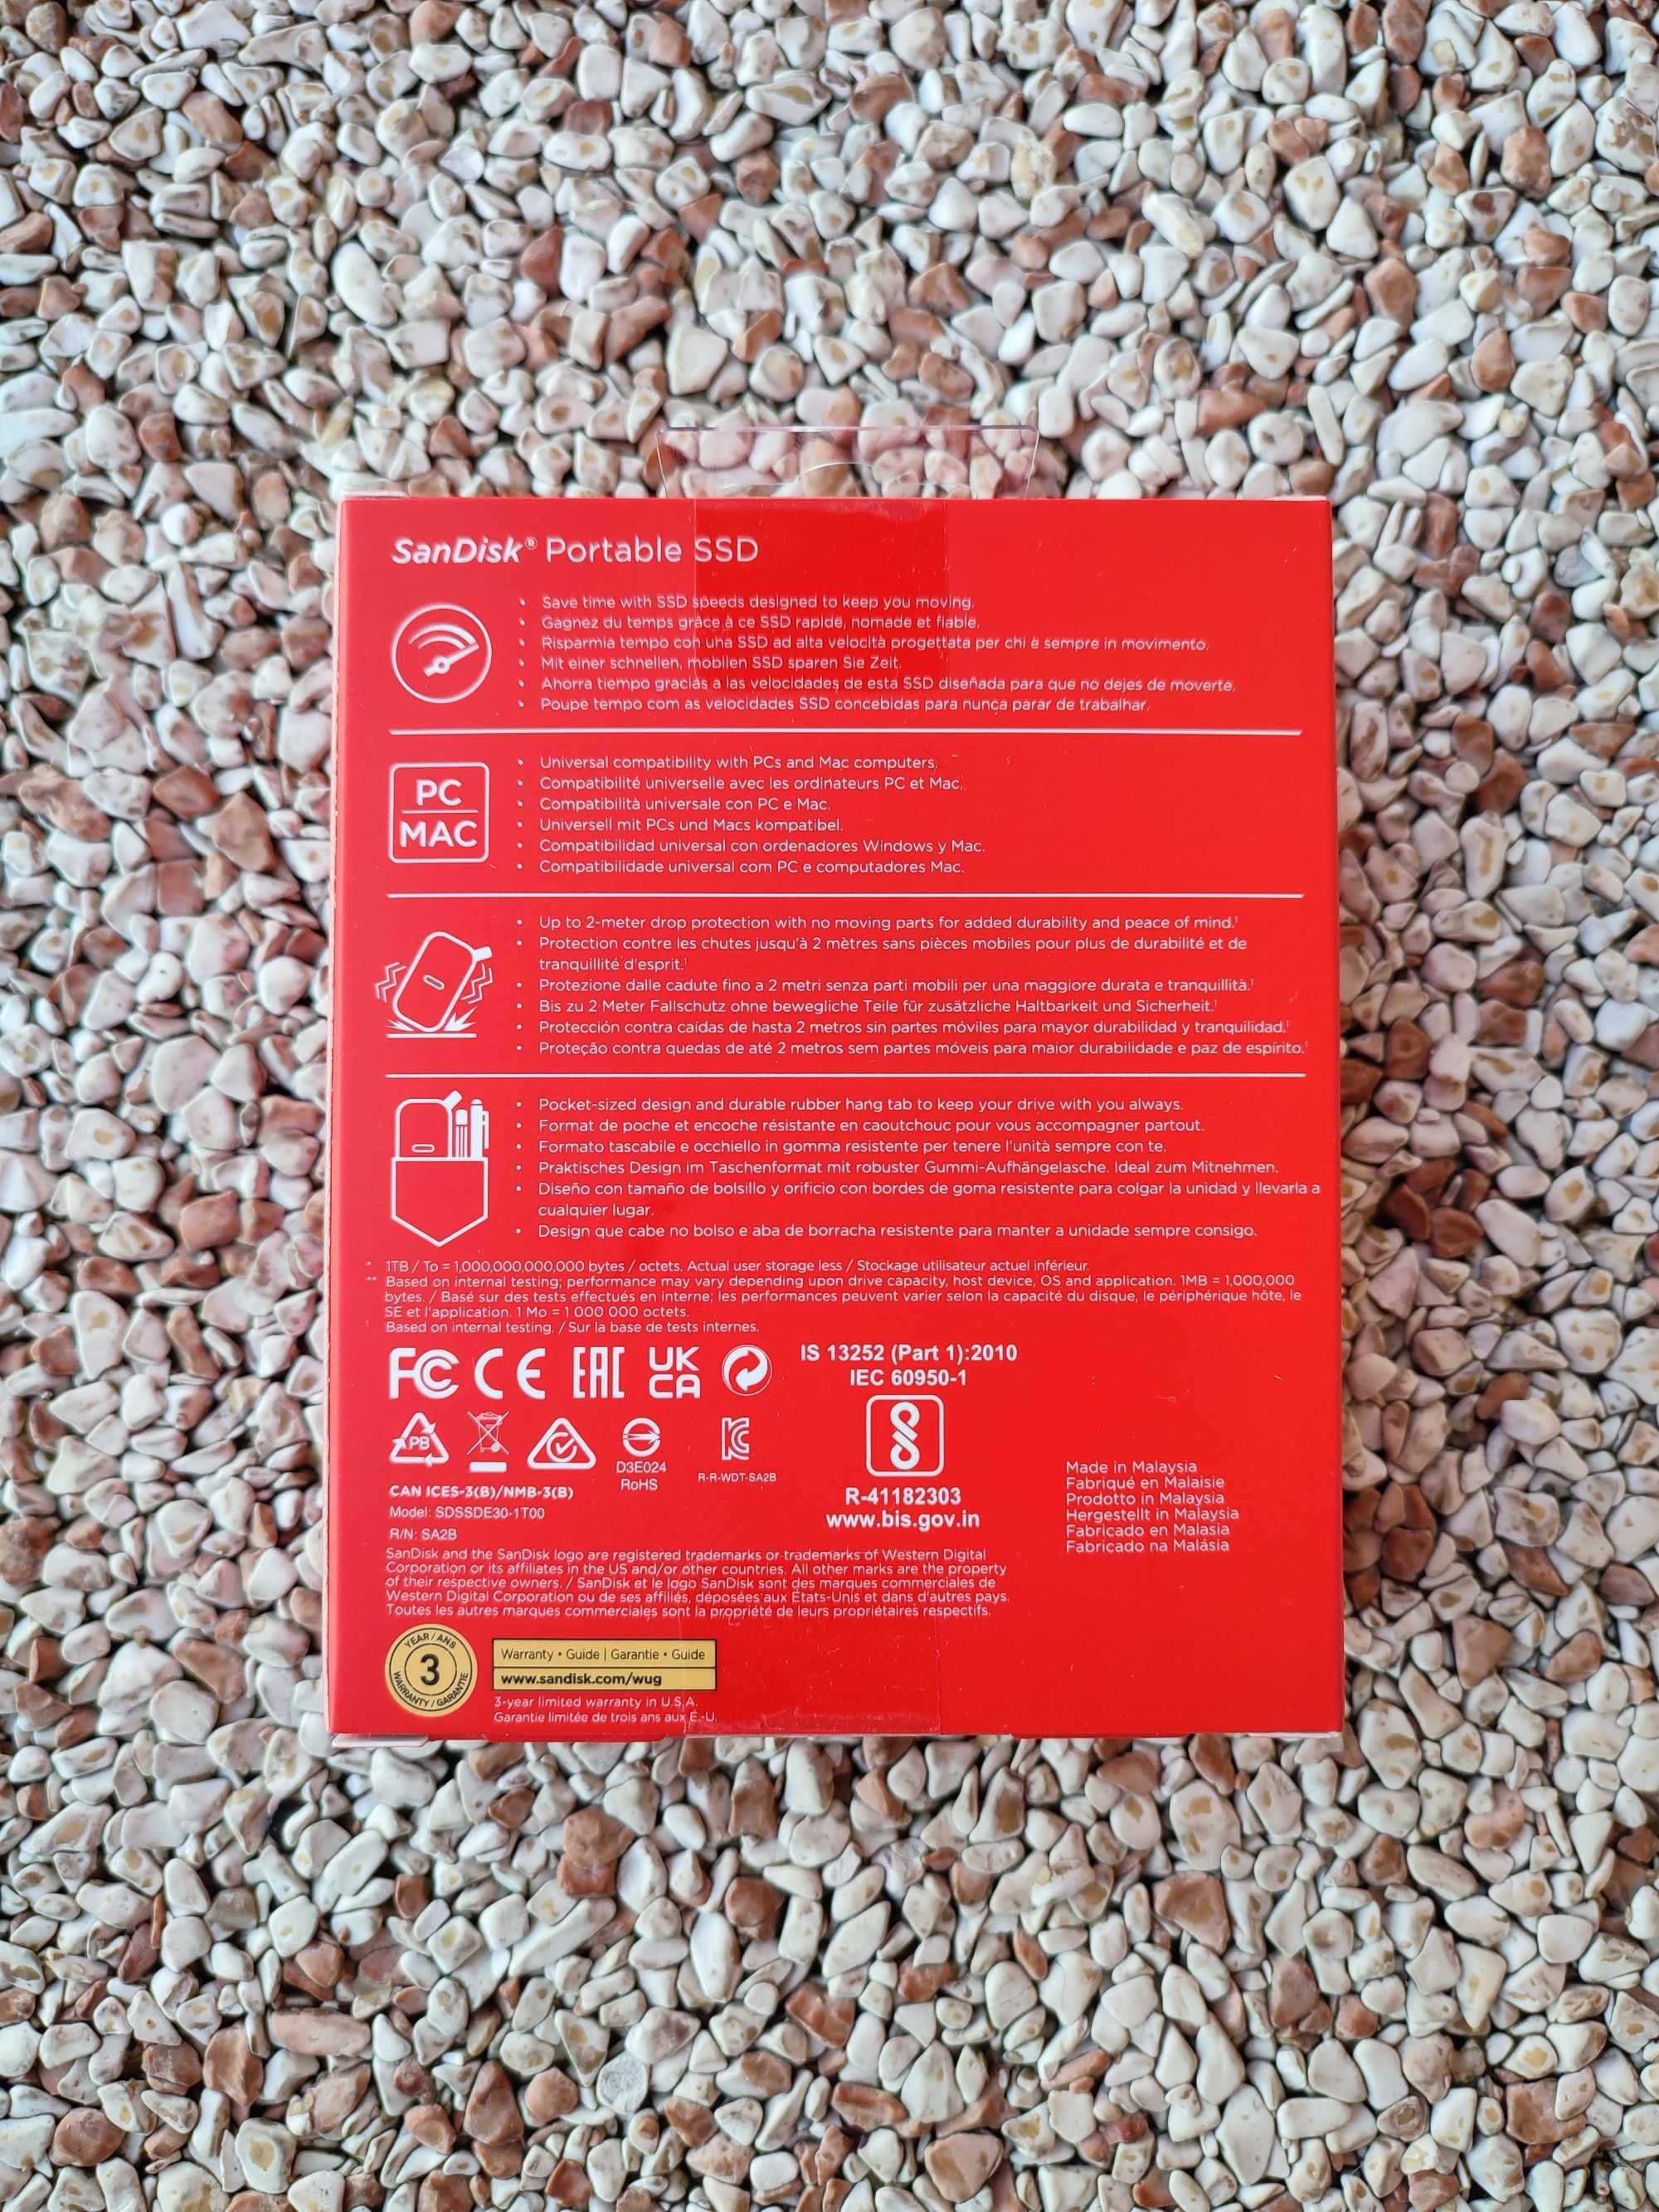 SanDisk® Portable SSD
• Save time with SSD speeds designed to keep you moving.
• Gagnez du temps grâce à ce SSD rapide, nomade et fiable.
• Risparmia tempo con una SSD ad alta velocità progettata per chi è sempre in movimento.
• Mit einer schnellen, mobilen SSD sparen Sie Zeit.
• Ahorra tiempo gracias a las velocidades de esta SSD diseñada para que no dejes de moverte.
• Poupe tempo com as velocidades SSD concebidas para nunca parar de trabalhar.
PC
MAC
• Universal compatibility with PCs and Mac computers.
• Compatibilité universelle avec les ordinateurs PC et Mac.
• Compatibilità universale con PC e Mac.
• Universell mit PCs und Macs kompatibel.
• Compatibilidad universal con ordenadores Windows y Mac.
• Compatibilidade universal com PC e computadores Mac.
• Up to 2-meter drop protection with no moving parts for added durability and peace of mind.¹
• Protection contre les chutes jusqu'à 2 mètres sans pièces mobiles pour plus de durabilité et de
tranquillité d'esprit.¹
• Protezione dalle cadute fino a 2 metri senza parti mobili per una maggiore durata e tranquillità.¹
• Bis zu 2 Meter Fallschutz ohne bewegliche Teile für zusätzliche Haltbarkeit und Sicherheit.¹
• Protección contra caídas de hasta 2 metros sin partes móviles para mayor durabilidad y tranquilidad.¹
• Proteção contra quedas de até 2 metros sem partes móveis para maior durabilidade e paz de espírito.¹
• Pocket-sized design and durable rubber hang tab to keep your drive with you always.
• Format de poche et encoche résistante en caoutchouc pour vous accompagner partout.
• Formato tascabile e occhiello in gomma resistente per tenere l'unità sempre con te.
• Praktisches Design im Taschenformat mit robuster Gummi-Aufhängelasche. Ideal zum Mitnehmen.
• Diseño con tamaño de bolsillo y orificio con bordes de goma resistente para colgar la unidad y llevarla a
cualquier lugar.
• Design que cabe no bolso e aba de borracha resistente para manter a unidade sempre consigo.
* 1TB / To = 1,000,000,000,000 bytes / octets. Actual user storage less / Stockage utilisateur actuel inférieur.
** Based on internal testing; performance may vary depending upon drive capacity, host device, OS and application. 1MB = 1,000,000
bytes. / Basé sur des tests effectués en interne; les performances peuvent varier selon la capacité du disque, le périphérique hôte, le
SE et l'application. 1 Mo = 1 000 000 octets.
¹ Based on internal testing. / Sur la base de tests internes.
FC CE EAC UK
CA
IS 13252 (Part 1):2010
IEC 60950-1
PB
D3E024
RoHS
R-R-WDT-SA2B
R-41182303
www.bis.gov.in
CAN ICES-3(B)/NMB-3(B)
Model: SDSSDE30-1T00
R/N: SA2B
Made in Malaysia
Fabriqué en Malaisie
Prodotto in Malaysia
Hergestellt in Malaysia
Fabricado en Malasia
Fabricado na Malásia
SanDisk and the SanDisk logo are registered trademarks or trademarks of Western Digital
Corporation or its affiliates in the US and/or other countries. All other marks are the property
of their respective owners. / SanDisk et le logo SanDisk sont des marques commerciales de
Western Digital Corporation ou de ses affiliés, déposées aux États-Unis et dans d'autres pays.
Toutes les autres marques commerciales sont la propriété de leurs propriétaires respectifs.
YEAR / ANS
3
WARRANTY / GARANTIE
Warranty • Guide | Garantie • Guide
www.sandisk.com/wug
3-year limited warranty in U.S.A.
Garantie limitée de trois ans aux É.-U.